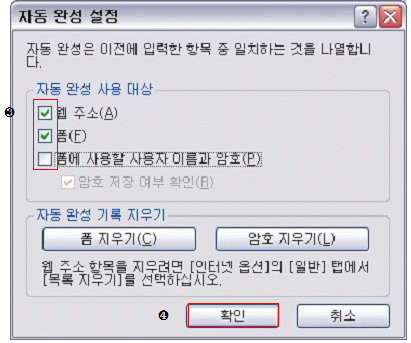 자동 완성 설정
자동 완성은 이전에 입력한 항목 중 일치하는 것을 나열합니
다.
자동 완성 사용 대상
❸ 웹 주소(A)
폼(F)
폼에 사용할 사용자 이름과 암호(P)
암호 저장 여부 확인(R)
자동 완성 기록 지우기
폼 지우기(C) 암호 지우기(L)
웹 주소 항목을 지우려면 [인터넷 옵션]의 [일반] 탭에서
[목록 지우기]를 선택하십시오.
❹ 확인 취소